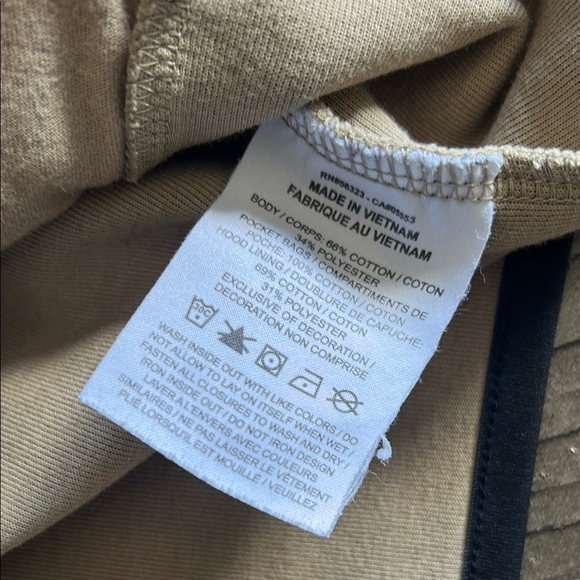 RN#56323 - CA#05553
MADE IN VIETNAM
FABRIQUE AU VIETNAM
BODY / CORPS: 66% COTTON / COTON
34% POLYESTER
POCKET BAGS / COMPARTIMENTS DE
POCHE: 100% COTTON / COTON
HOOD LINING / DOUBLURE DE CAPUCHE
69% COTTON / COTON
31% POLYESTER
EXCLUSIVE OF DECORATION
DECORATION NON COMPRISE
WASH INSIDE OUT WITH LIKE COLORS / DO
NOT ALLOW TO LAY ON ITSELF WHEN WET /
FASTEN ALL CLOSURES TO WASH AND DRY /
IRON INSIDE OUT / DO NOT IRON DESIGN
LAVER À L'ENVERS AVEC COULEURS
SIMILAIRES / NE PAS LAISSER LE VÊTEMENT
PLIÉ LORSQU'IL EST MOUILLÉ / VEUILLEZ